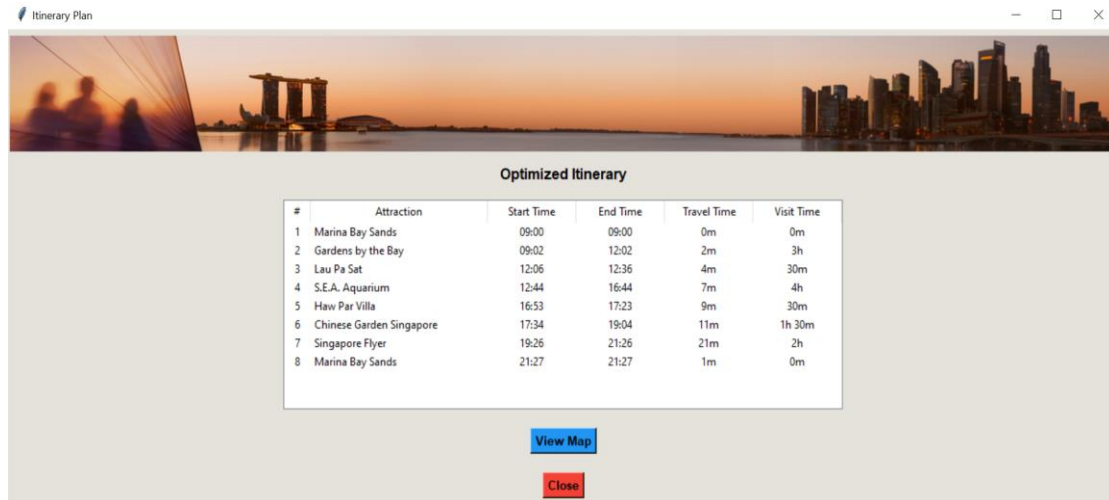 Itinerary Plan
Optimized Itinerary
# Attraction Start Time End Time Travel Time Visit Time
1 Marina Bay Sands 09:00 09:00 0m 0m
2 Gardens by the Bay 09:02 12:02 2m 3h
3 Lau Pa Sat 12:06 12:36 4m 30m
4 S.E.A. Aquarium 12:44 16:44 7m 4h
5 Haw Par Villa 16:53 17:23 9m 30m
6 Chinese Garden Singapore 17:34 19:04 11m 1h 30m
7 Singapore Flyer 19:26 21:26 21m 2h
8 Marina Bay Sands 21:27 21:27 1m 0m
View Map
Close